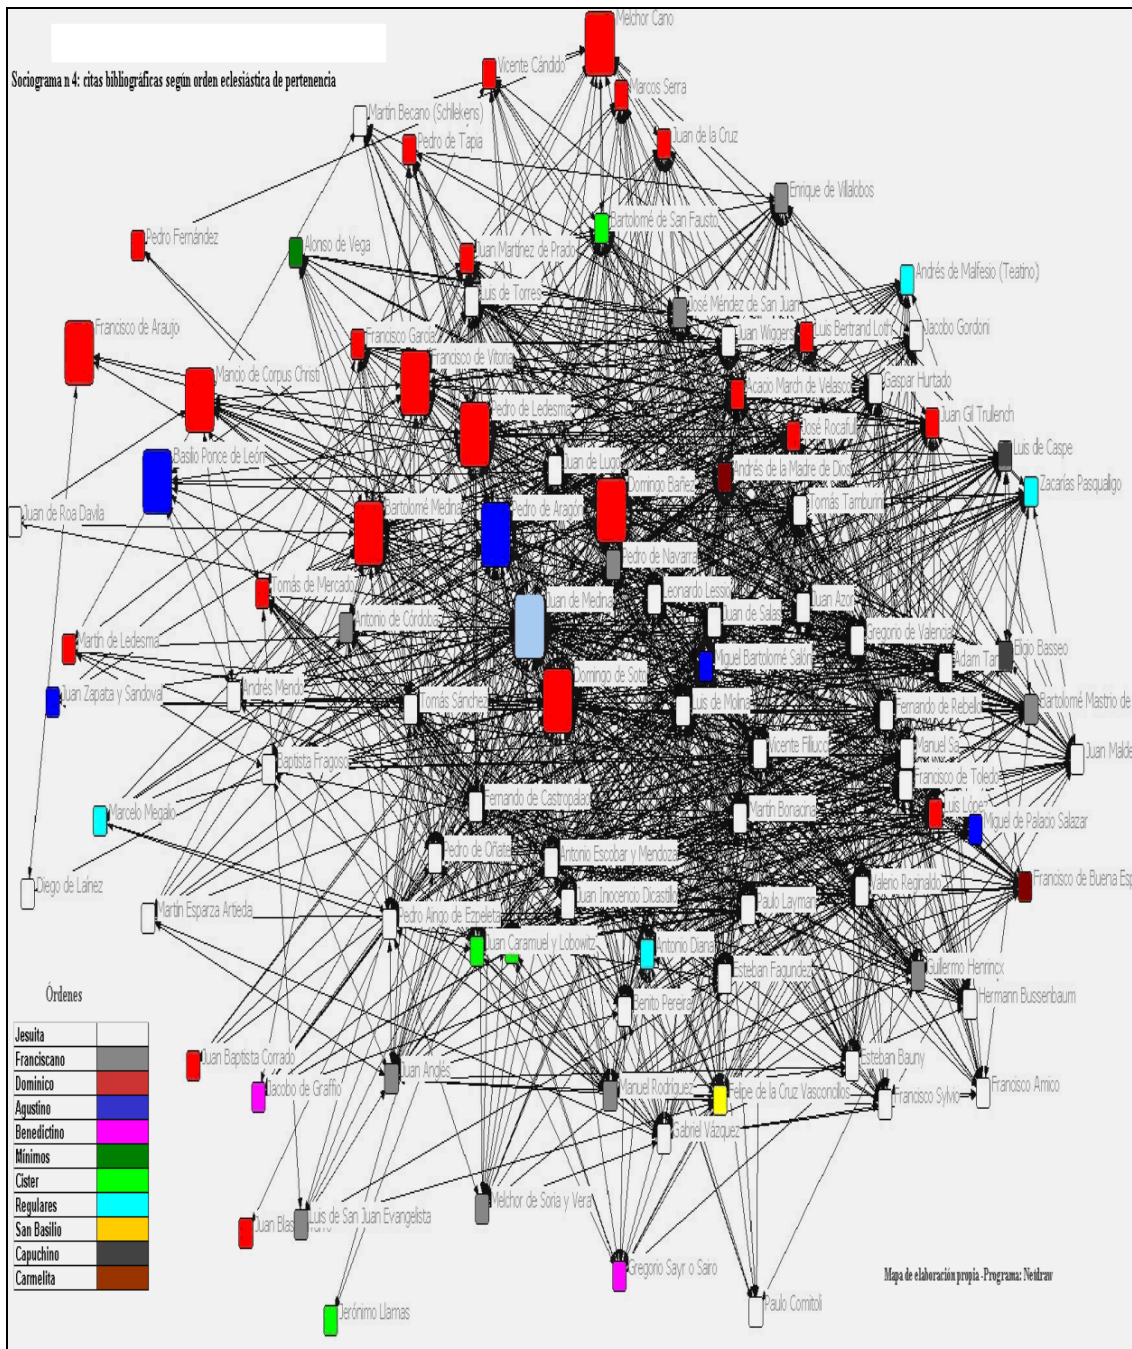 Melchor Cano
Vicente Cándido
Sociograma n 4: citas bibliográficas según orden eclesiástica de pertenencia
Marcos Serra
Martín Becano (Schllekens)
Juan de la Cruz
Pedro de Tapia
Enrique de Villalobos
Bartolomé de San Fausto
Pedro Fernández
Alonso de Vega
Juan Martínez de Prado
Andrés de Malfesio (Teatino)
Luis de Torres
José Méndez de San Juan
Francisco de Araujo
Francisco García
Juan Wiggers
Luis Bertrand Loth
Jacobo Gordoni
Francisco de Vitoria
Mancio de Corpus Christi
Acacio March de Velasco
Gaspar Hurtado
Pedro de Ledesma
Juan Gil Trullench
José Rocafull
Luis de Caspe
Basilio Ponce de León
Juan de Lugo
Andrés de la Madre de Dios
Domingo Bañez
Zacarías Pasqualigo
Juan de Roa Davila
Bartolomé Medina
Pedro de Aragón
Tomás Tamburini
Pedro de Navarra
Tomás de Mercado
Juan de Medina
Leonardo Lessio
Juan Azor
Antonio de Córdoba
Juan de Salas
Gregorio de Valencia
Martín de Ledesma
Adam Tan
Eligio Basseo
Miguel Bartolomé Salón
Juan Zapata y Sandoval
Andrés Mendo
Domingo de Soto
Tomás Sánchez
Luis de Molina
Fernando de Rebello
Bartolomé Mastrio de
Vicente Filiuco
Manuel Sa
Juan Malde
Baptista Fragoso
Francisco de Toledo
Fernando de Castropalao
Marcelo Megalio
Martín Bonacina
Luis López
Miguel de Palacio Salazar
Pedro de Oñate
Antonio Escobar y Mendoza
Diego de Laínez
Juan Inocencio Dicastillo
Valerio Reginaldo
Francisco de Buena Esp
Martín Esparza Artieda
Pedro Aingo de Ezpeleta
Paulo Layman
Juan Caramuel y Lobowitz
Antonio Diana
Esteban Fagundez
Guillermo Henrincx
Órdenes
Benito Pereira
Hermann Bussenbaum
Jesuita
Franciscano
Dominico
Agustino
Benedictino
Mínimos
Cister
Regulares
San Basilio
Capuchino
Carmelita
Juan Baptista Corrado
Juan Anglés
Esteban Bauny
Jacobo de Graffio
Manuel Rodríguez
Felipe de la Cruz Vasconcillos
Francisco Sylvio
Francisco Amico
Gabriel Vázquez
Juan Blas
Luis de San Juan Evangelista
Melchor de Soria y Vera
Gregorio Sayr o Sairo
Mapa de elaboración propia -Programa: Netdraw
Jerónimo Llamas
Paulo Comitoli